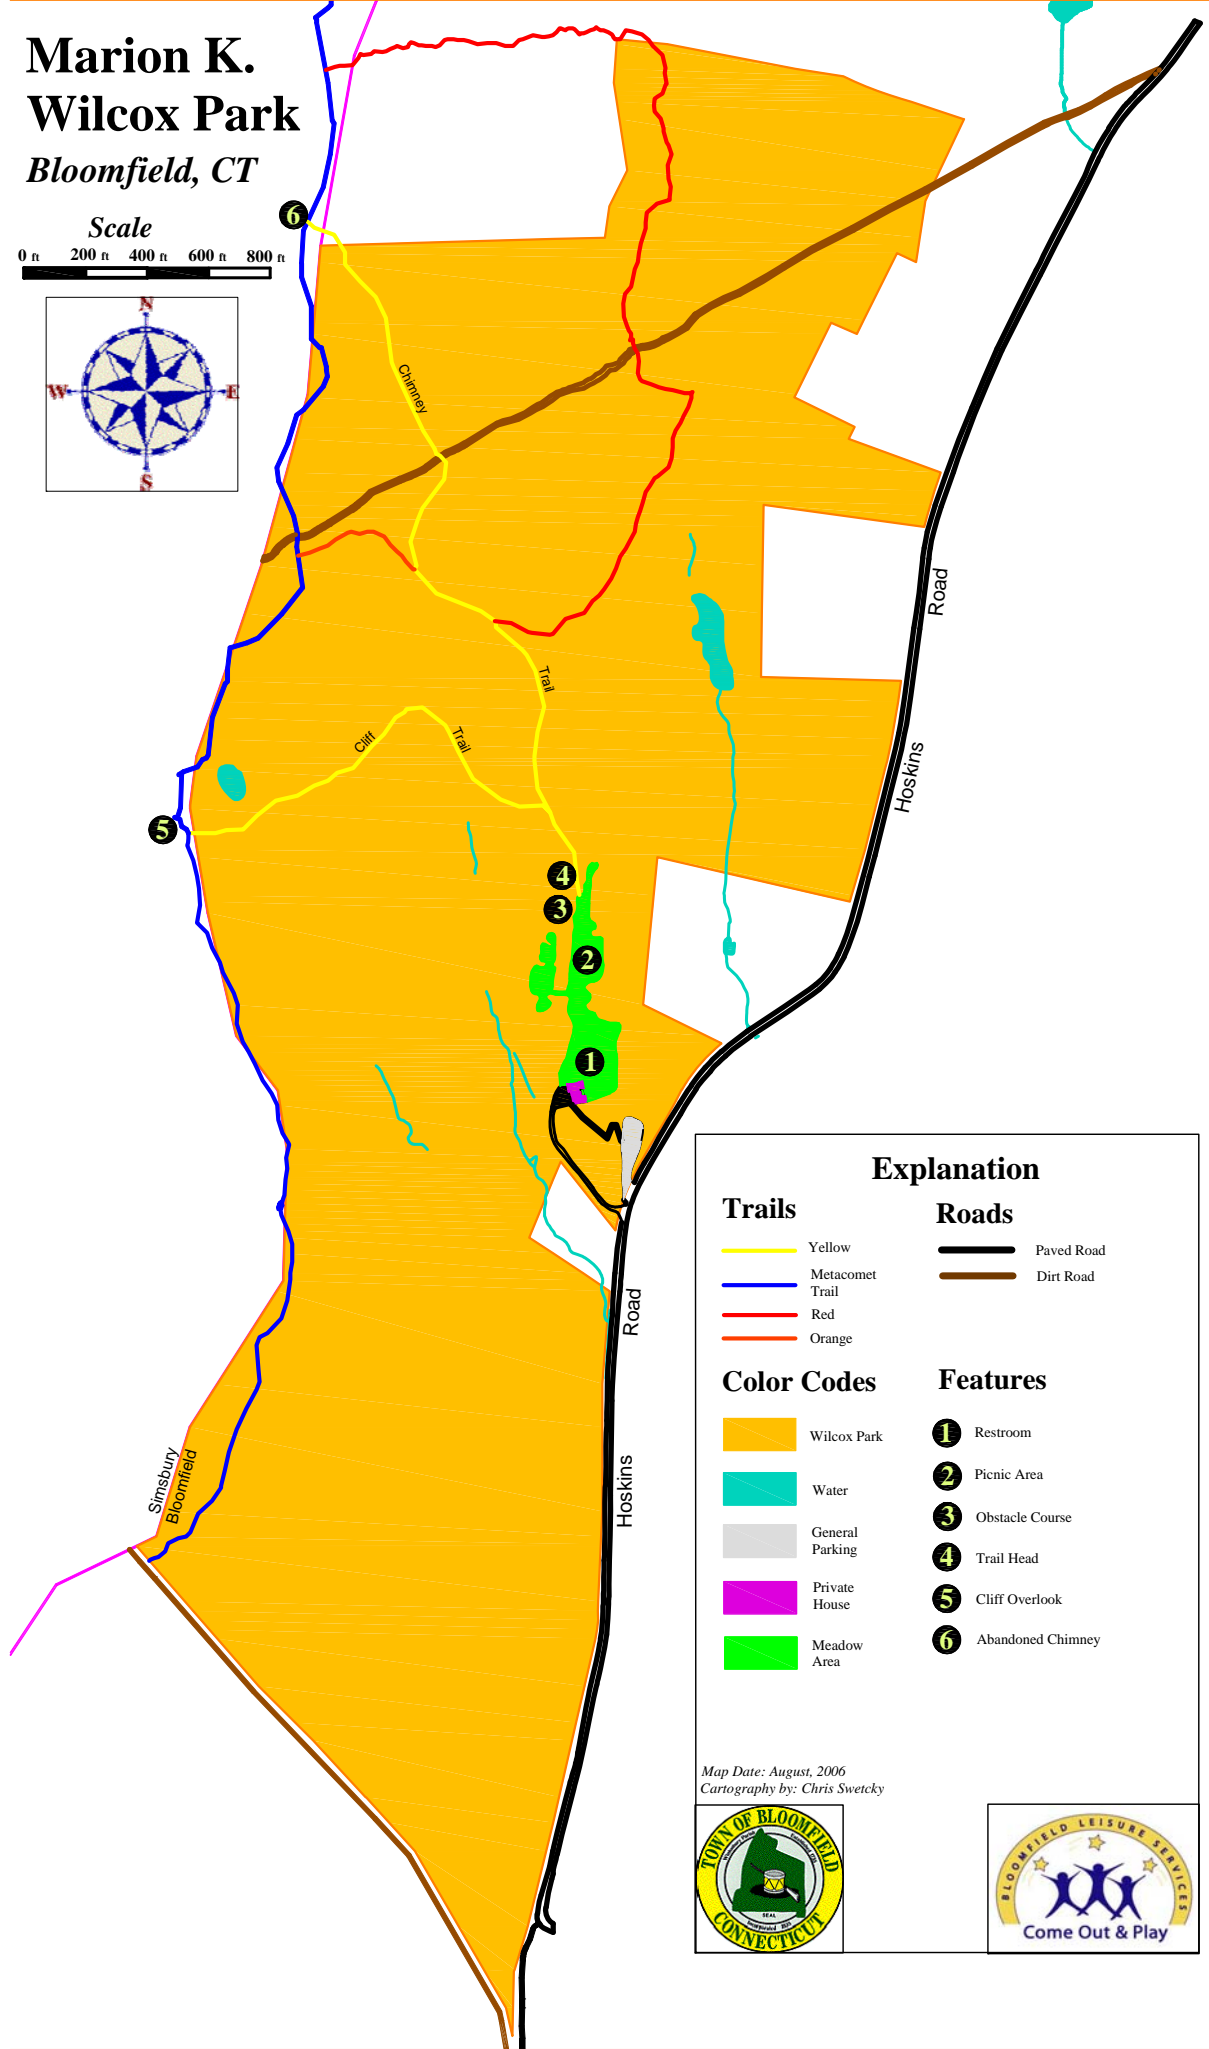 Marion K.
Wilcox Park
Bloomfield, CT
Scale
0 ft 200 ft 400 ft 600 ft 800 ft
N
W E
S
6
Chimney
Trail
Cliff
Trail
5
4
3
2
1
Road
Hoskins
Road
Hoskins
Simsbury
Bloomfield
Explanation
Trails
Yellow
Metacomet
Trail
Red
Orange
Roads
Paved Road
Dirt Road
Color Codes
Wilcox Park
Water
General
Parking
Private
House
Meadow
Area
Features
1 Restroom
2 Picnic Area
3 Obstacle Course
4 Trail Head
5 Cliff Overlook
6 Abandoned Chimney
Map Date: August, 2006
Cartography by: Chris Swetcky
TOWN OF BLOOMFIELD
SEAL
CONNECTICUT
BLOOMFIELD LEISURE SERVICES
Come Out & Play